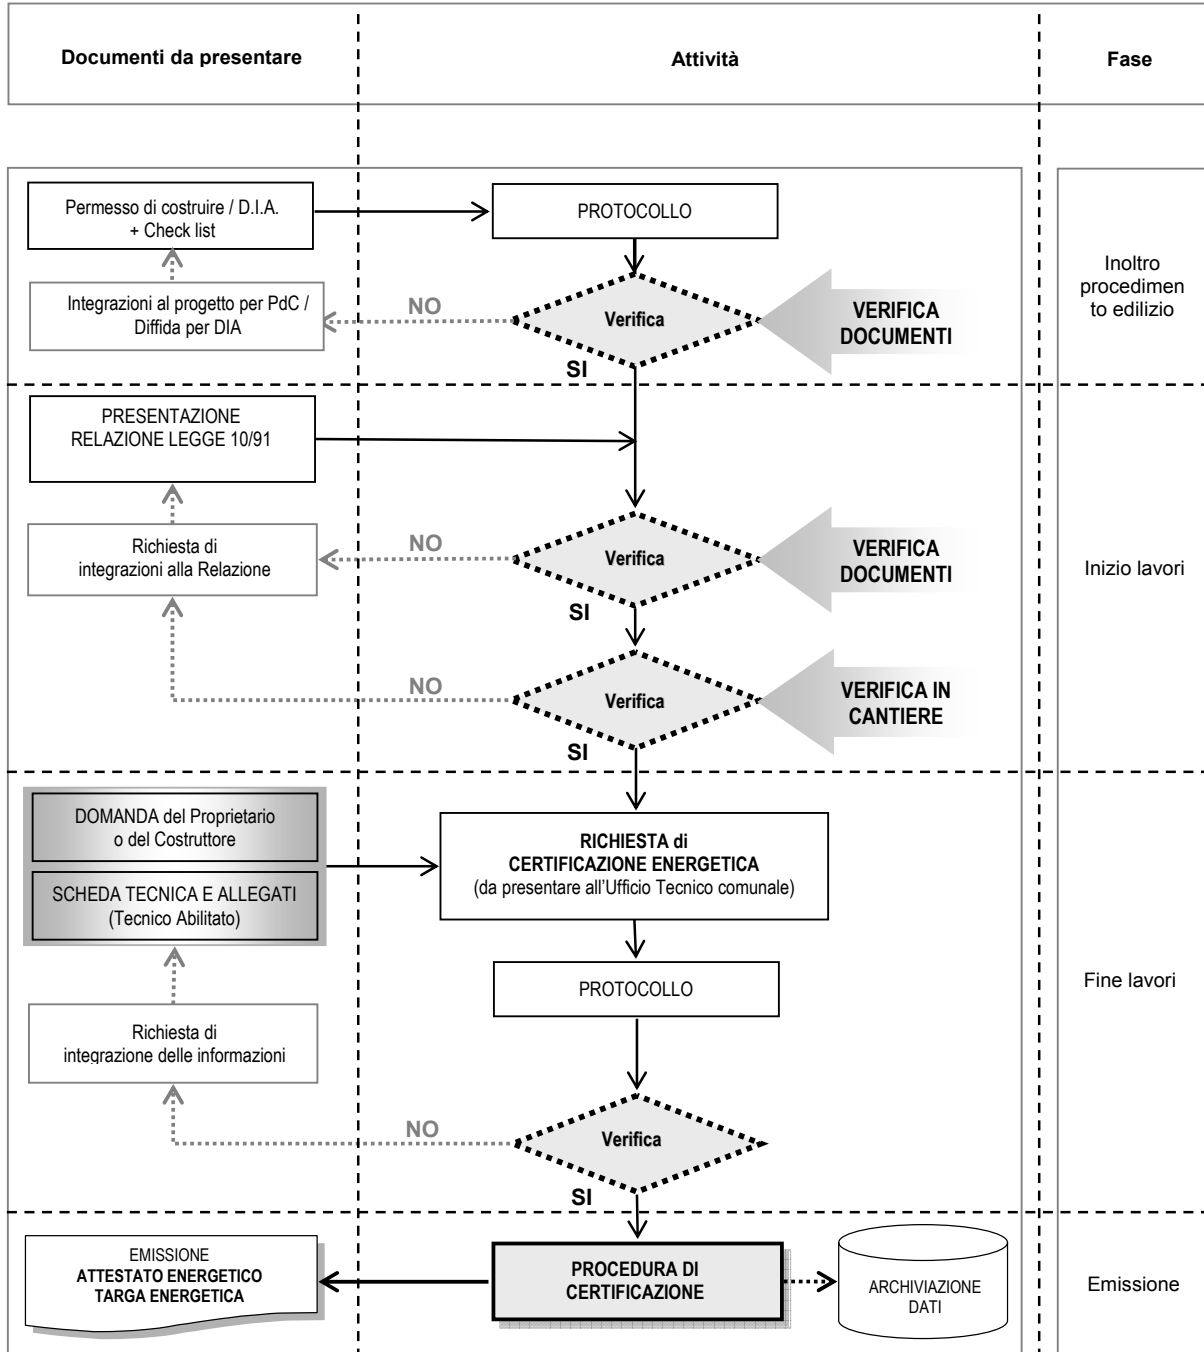 Documenti da presentare
Attività
Fase
Permesso di costruire / D.I.A.
+ Check list
PROTOCOLLO
Integrazioni al progetto per PdC /
Diffida per DIA
NO
Verifica
VERIFICA
DOCUMENTI
SI
Inoltro
procedimen
to edilizio
PRESENTAZIONE
RELAZIONE LEGGE 10/91
Richiesta di
integrazioni alla Relazione
NO
Verifica
VERIFICA
DOCUMENTI
SI
Inizio lavori
NO
Verifica
VERIFICA IN
CANTIERE
SI
DOMANDA del Proprietario
o del Costruttore
SCHEDA TECNICA E ALLEGATI
(Tecnico Abilitato)
RICHIESTA di
CERTIFICAZIONE ENERGETICA
(da presentare all'Ufficio Tecnico comunale)
PROTOCOLLO
Fine lavori
Richiesta di
integrazione delle informazioni
NO
Verifica
SI
EMISSIONE
ATTESTATO ENERGETICO
TARGA ENERGETICA
PROCEDURA DI
CERTIFICAZIONE
ARCHIVIAZIONE
DATI
Emissione